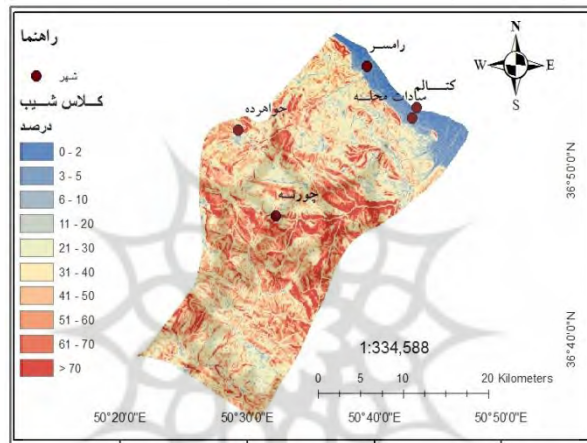 راهنما
شهر
کلاس شیب
درصد
0 - 2
3 - 5
6 - 10
11 - 20
21 - 30
31 - 40
41 - 50
51 - 60
61 - 70
> 70
رامسر
کتالم
سادات محله
جواهرده
جورده
N
W E
S
1:334,588
0 5 10 20 Kilometers
36°50'0"N
36°40'0"N
50°20'0"E 50°30'0"E 50°40'0"E 50°50'0"E